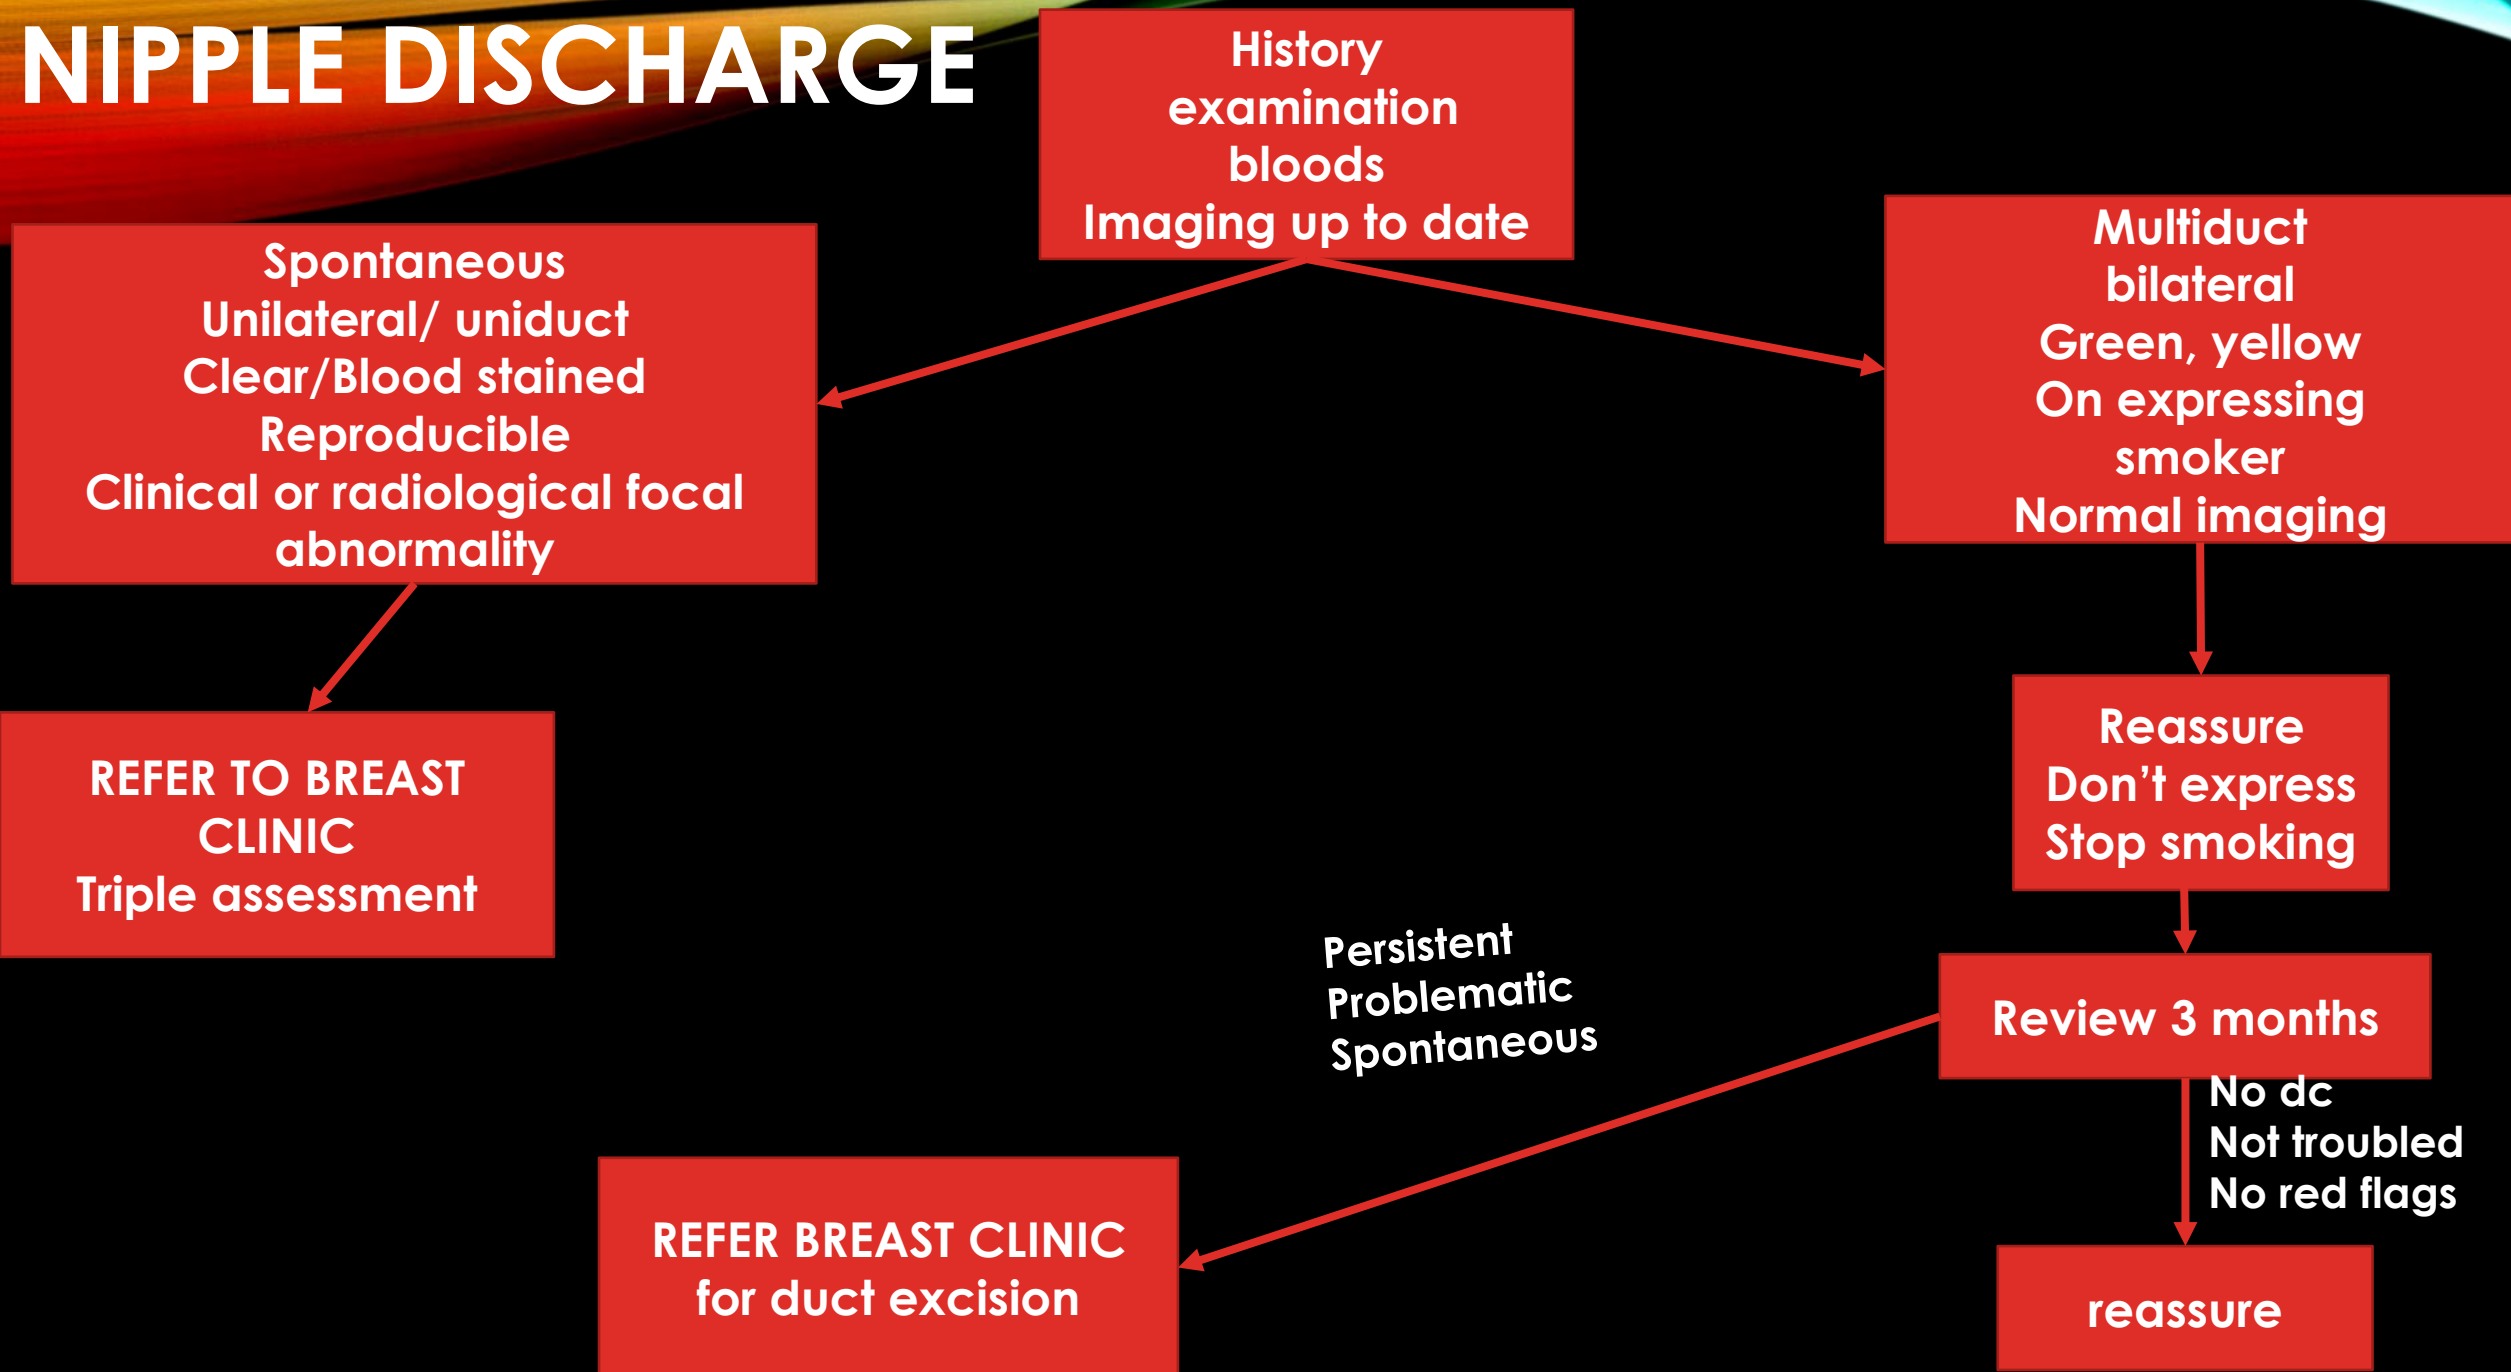 NIPPLE DISCHARGE
History
examination
bloods
Imaging up to date
Spontaneous
Unilateral/ uniduct
Clear/Blood stained
Reproducible
Clinical or radiological focal
abnormality
Multiduct
bilateral
Green, yellow
On expressing
smoker
Normal imaging
REFER TO BREAST
CLINIC
Triple assessment
Reassure
Don’t express
Stop smoking
Persistent
Problematic
Spontaneous
Review 3 months
No dc
Not troubled
No red flags
REFER BREAST CLINIC
for duct excision
reassure